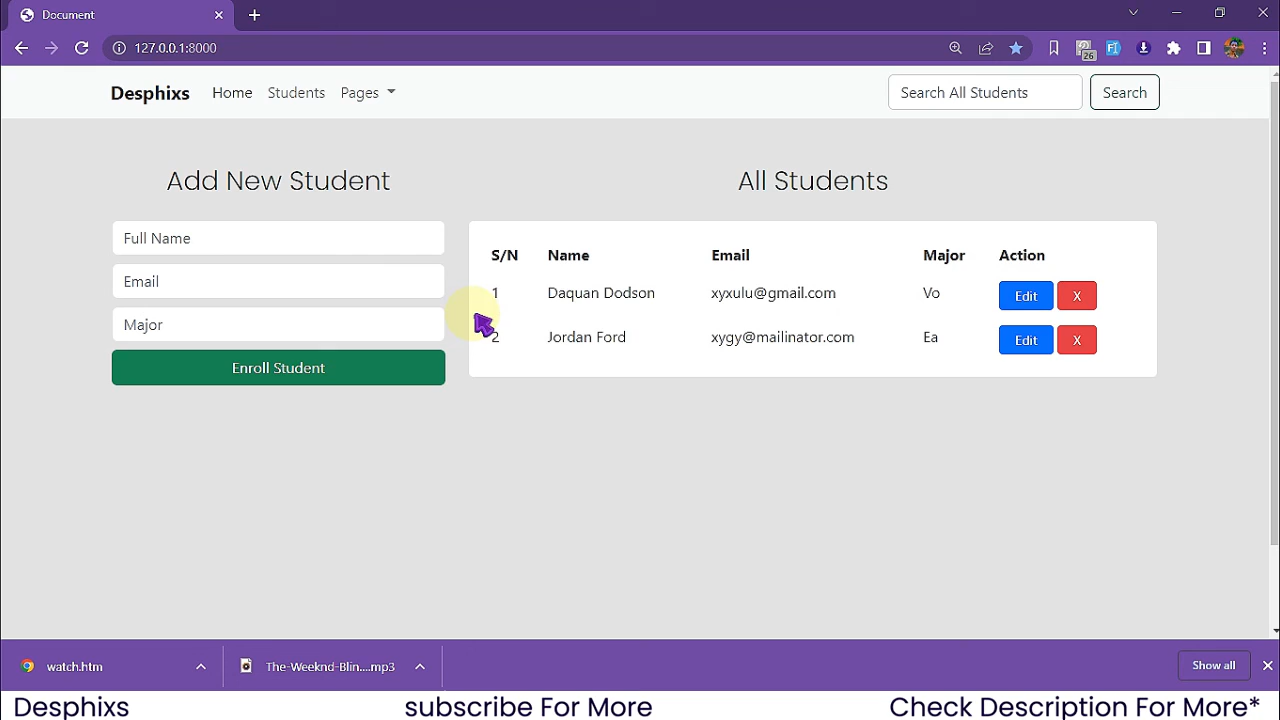 Document
127.0.0.1:8000
26
Desphixs Home Students Pages Search All Students Search
Add New Student
All Students
Full Name
Email
Major
Enroll Student
S/N Name Email Major Action
1 Daquan Dodson xyxulu@gmail.com Vo Edit X
2 Jordan Ford xygy@mailinator.com Ea Edit X
watch.htm The-Weeknd-Blin....mp3 Show all
Desphixs subscribe For More Check Description For More*